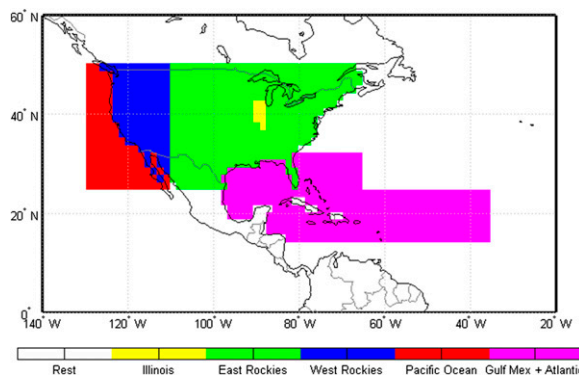 60° N
40° N
20° N
0°
140° W 120° W 100° W 80° W 60° W 40° W 20° W
Rest Illinois East Rockies West Rockies Pacific Ocean Gulf Mex + Atlantic